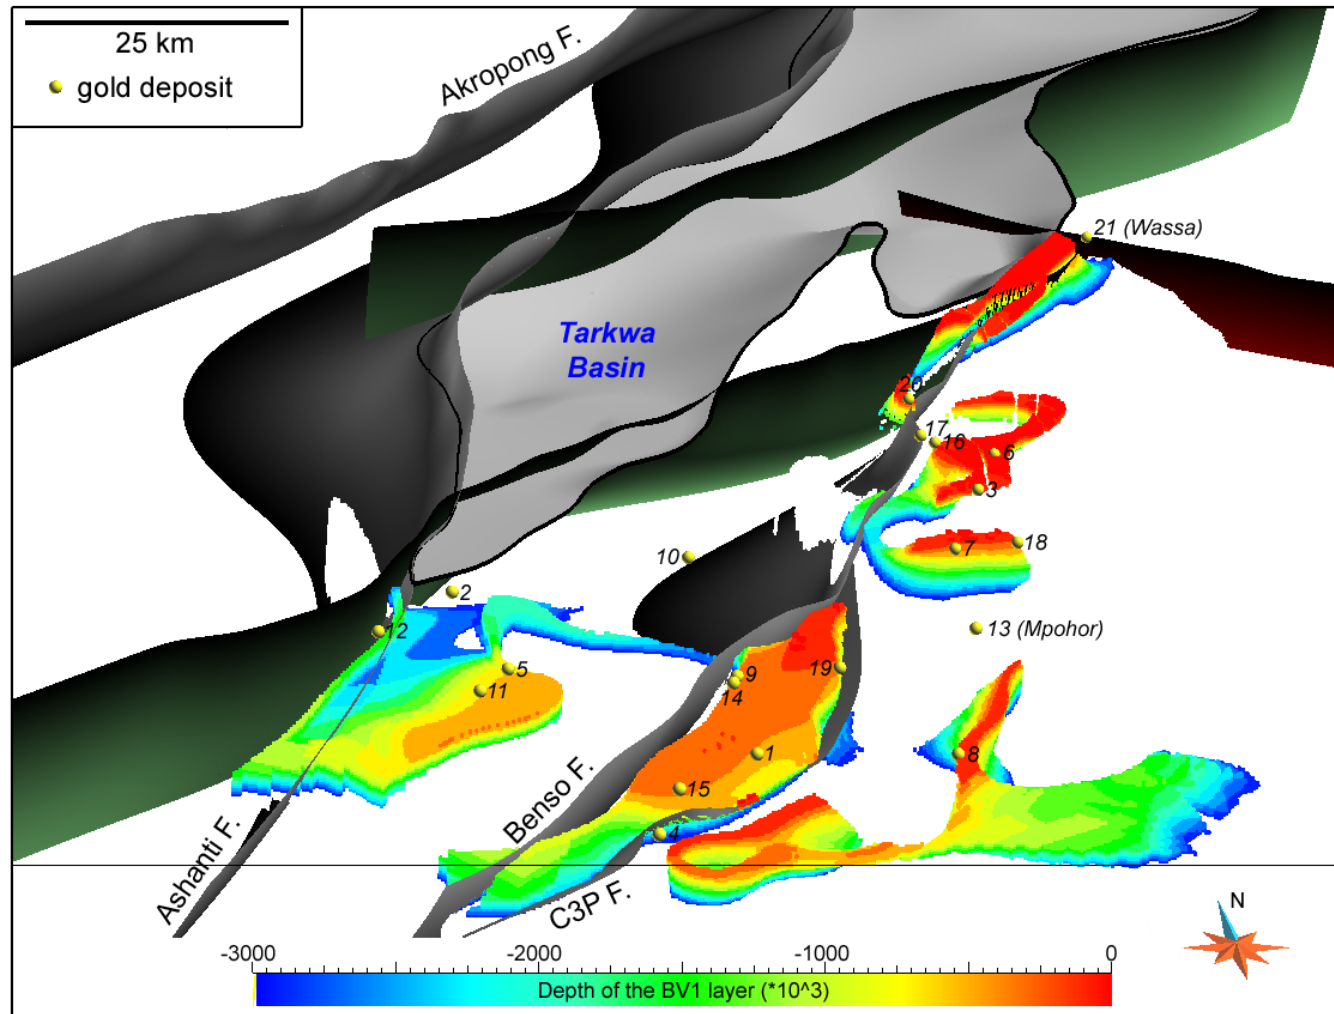 25 km
gold deposit
Akropong F.
21 (Wassa)
Tarkwa
Basin
20
17
16
6
3
7
18
10
2
12
13 (Mpohor)
5
11
9
14
19
1
8
15
4
Benso F.
Ashanti F.
C3P F.
N
-3000
-2000
-1000
0
Depth of the BV1 layer (*10^3)